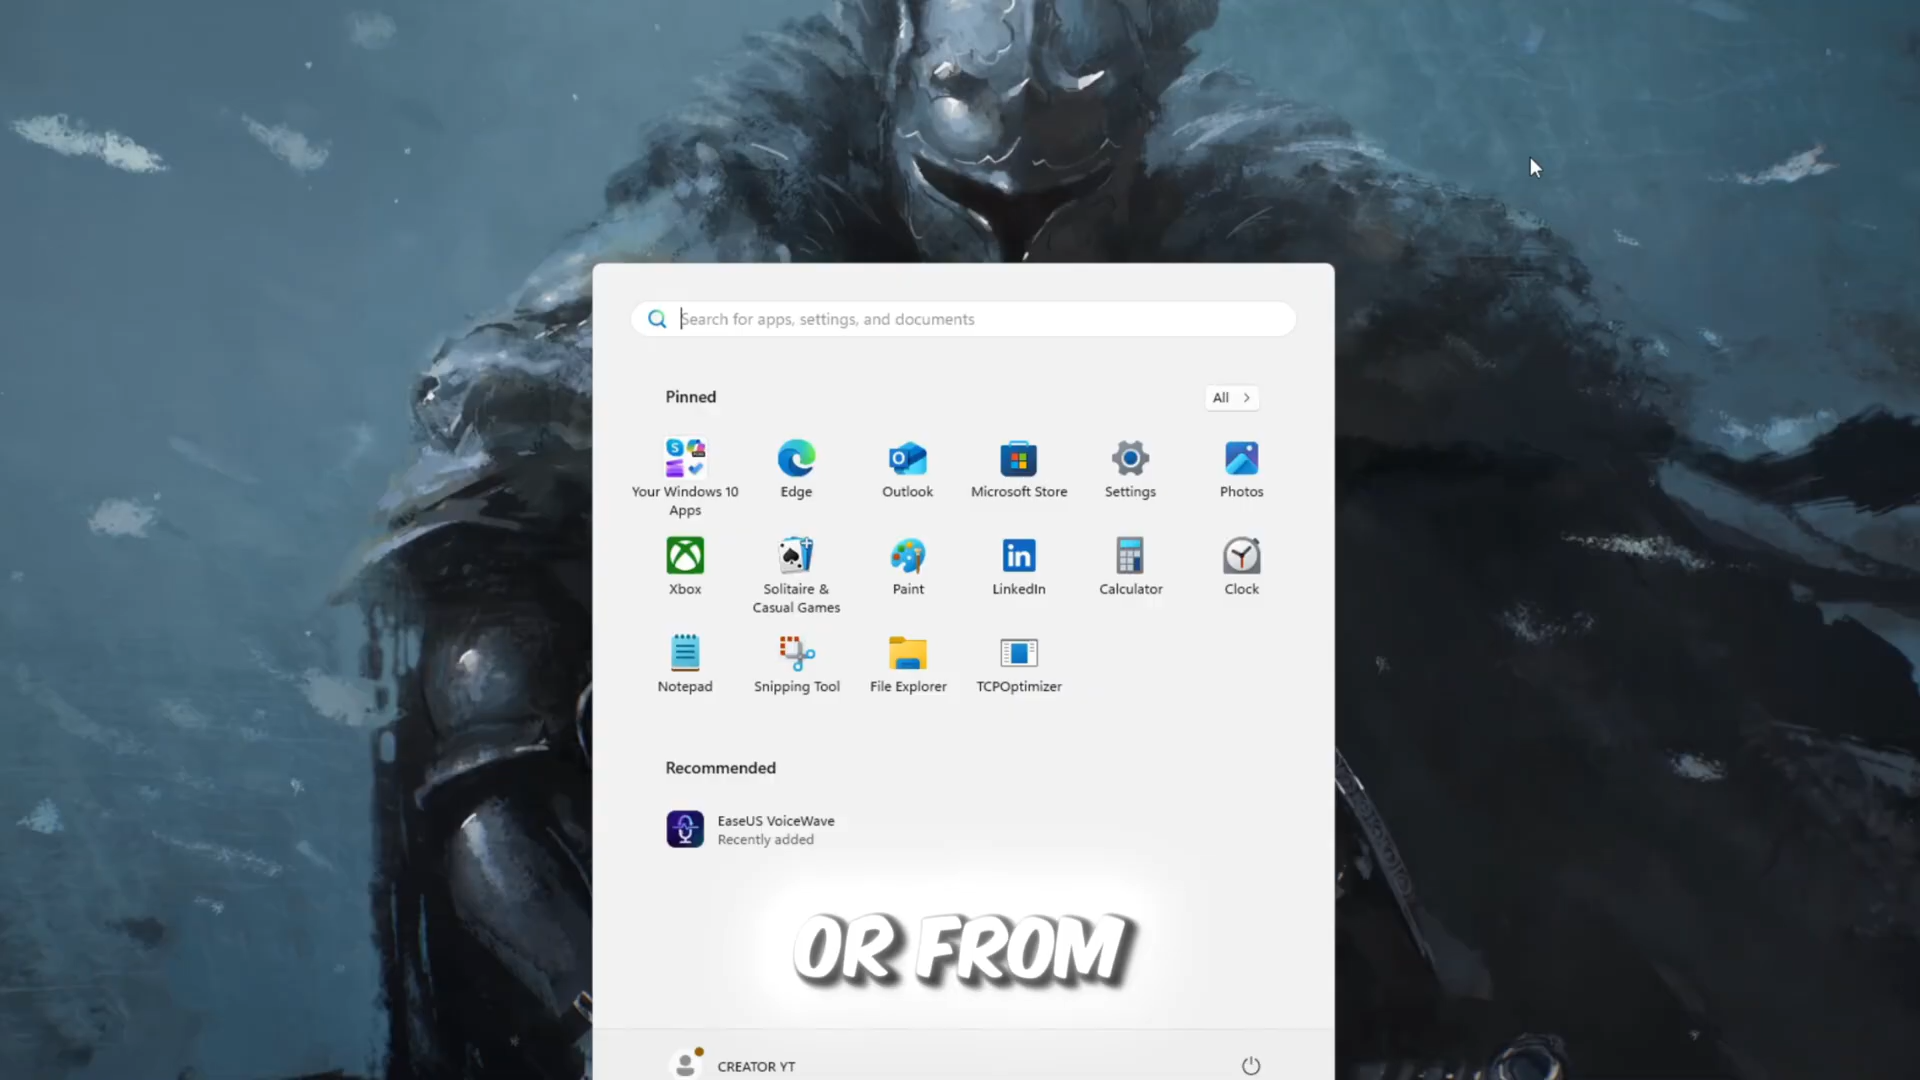 Search for apps, settings, and documents
Pinned
All
Your Windows 10 Apps
Edge
Outlook
Microsoft Store
Settings
Photos
Xbox
Solitaire & Casual Games
Paint
LinkedIn
Calculator
Clock
Notepad
Snipping Tool
File Explorer
TCPOptimizer
Recommended
EaseUS VoiceWave
Recently added
OR FROM
CREATOR YT